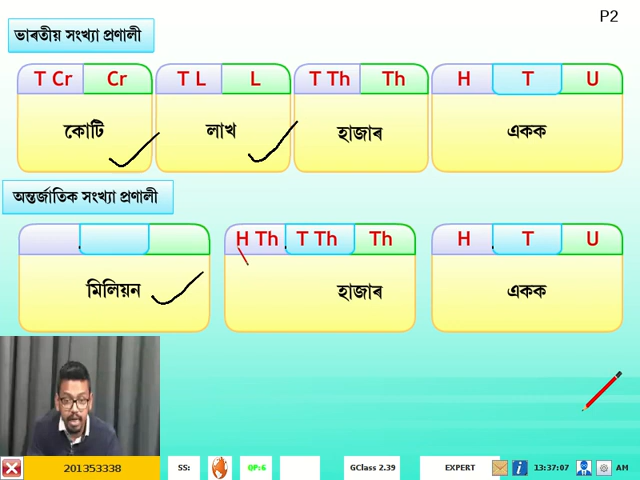 P2
ভাৰতীয় সংখ্যা প্ৰণালী
T Cr Cr T L L T Th Th H T U
কোটি লাখ হাজাৰ একক
অন্তৰ্জাতিক সংখ্যা প্ৰণালী
H Th T Th Th H T U
মিলিয়ন হাজাৰ একক
201353338 SS: OP:6 GClass 2.39 EXPERT 13:37:07 AM